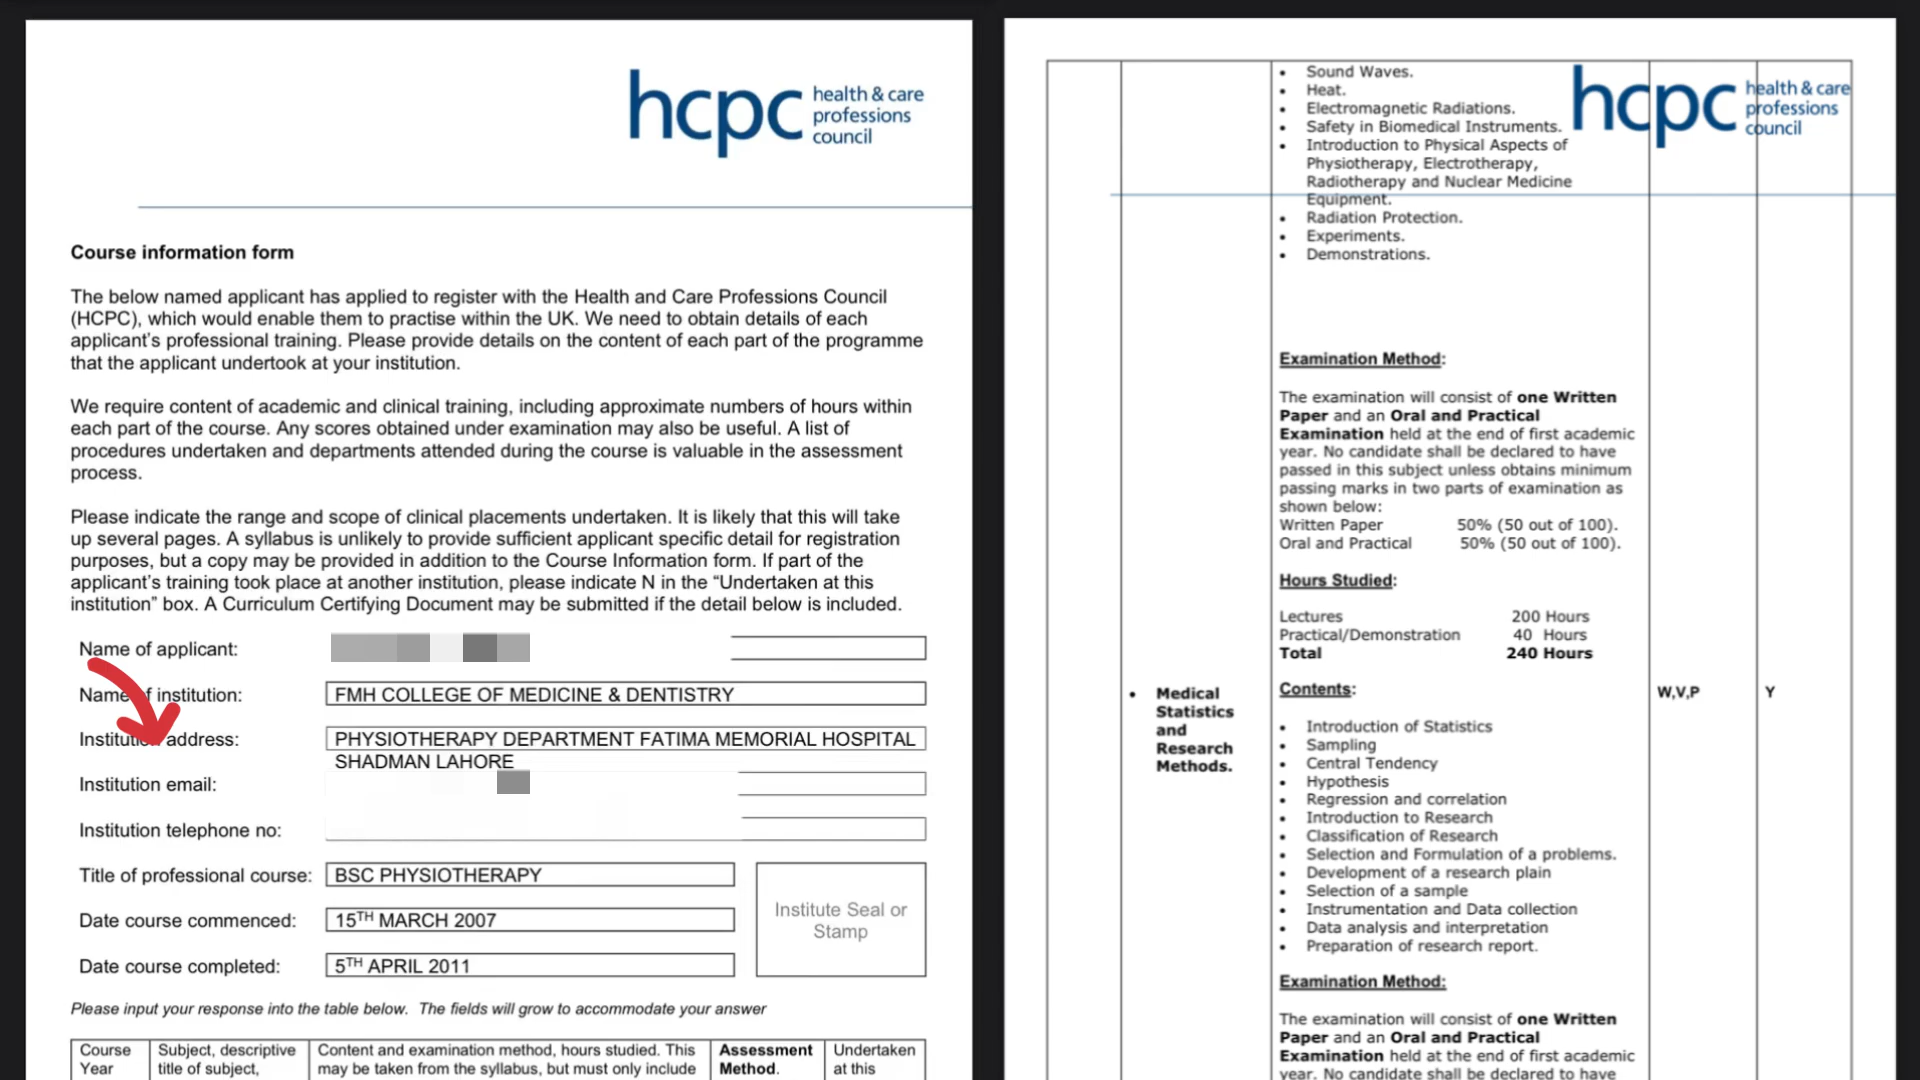 hcpc health & care
professions
council
Course information form
The below named applicant has applied to register with the Health and Care Professions Council
(HCPC), which would enable them to practise within the UK. We need to obtain details of each
applicant's professional training. Please provide details on the content of each part of the programme
that the applicant undertook at your institution.
We require content of academic and clinical training, including approximate numbers of hours within
each part of the course. Any scores obtained under examination may also be useful. A list of
procedures undertaken and departments attended during the course is valuable in the assessment
process.
Please indicate the range and scope of clinical placements undertaken. It is likely that this will take
up several pages. A syllabus is unlikely to provide sufficient applicant specific detail for registration
purposes, but a copy may be provided in addition to the Course Information form. If part of the
applicant's training took place at another institution, please indicate N in the “Undertaken at this
institution” box. A Curriculum Certifying Document may be submitted if the detail below is included.
Name of applicant:
Name of institution: FMH COLLEGE OF MEDICINE & DENTISTRY
Institution address: PHYSIOTHERAPY DEPARTMENT FATIMA MEMORIAL HOSPITAL
SHADMAN LAHORE
Institution email:
Institution telephone no:
Title of professional course: BSC PHYSIOTHERAPY
Date course commenced: 15TH MARCH 2007
Date course completed: 5TH APRIL 2011
Institute Seal or
Stamp
Please input your response into the table below. The fields will grow to accommodate your answer
Course
Year
Subject, descriptive
title of subject,
Content and examination method, hours studied. This
may be taken from the syllabus, but must only include
Assessment
Method.
Undertaken
at this
hcpc health & care
professions
council
• Sound Waves.
• Heat.
• Electromagnetic Radiations.
• Safety in Biomedical Instruments.
• Introduction to Physical Aspects of
Physiotherapy, Electrotherapy,
Radiotherapy and Nuclear Medicine
Equipment.
• Radiation Protection.
• Experiments.
• Demonstrations.
Examination Method:
The examination will consist of one Written
Paper and an Oral and Practical
Examination held at the end of first academic
year. No candidate shall be declared to have
passed in this subject unless obtains minimum
passing marks in two parts of examination as
shown below:
Written Paper 50% (50 out of 100).
Oral and Practical 50% (50 out of 100).
Hours Studied:
Lectures 200 Hours
Practical/Demonstration 40 Hours
Total 240 Hours
• Medical
Statistics
and
Research
Methods.
Contents:
• Introduction of Statistics
• Sampling
• Central Tendency
• Hypothesis
• Regression and correlation
• Introduction to Research
• Classification of Research
• Selection and Formulation of a problems.
• Development of a research plain
• Selection of a sample
• Instrumentation and Data collection
• Data analysis and interpretation
• Preparation of research report.
W,V,P
Y
Examination Method:
The examination will consist of one Written
Paper and an Oral and Practical
Examination held at the end of first academic
year. No candidate shall be declared to have